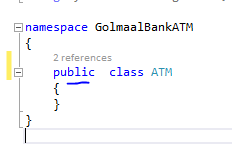 namespace GolmaalBankATM
{
2 references
public class ATM
{
}
}